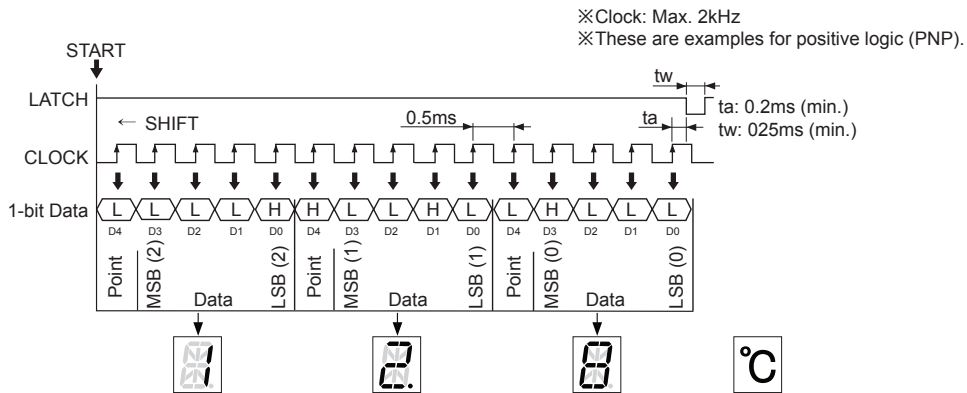 ※Clock: Max. 2kHz
※These are examples for positive logic (PNP).
START
tw
LATCH
ta: 0.2ms (min.)
← SHIFT
0.5ms
ta
tw: 025ms (min.)
CLOCK
1-bit Data L L L L H H L L H L L H L L L
D4 D3 D2 D1 D0 D4 D3 D2 D1 D0 D4 D3 D2 D1 D0
Point MSB (2) Data LSB (2) Point MSB (1) Data LSB (1) Point MSB (0) Data LSB (0)
1 2. 8 °C